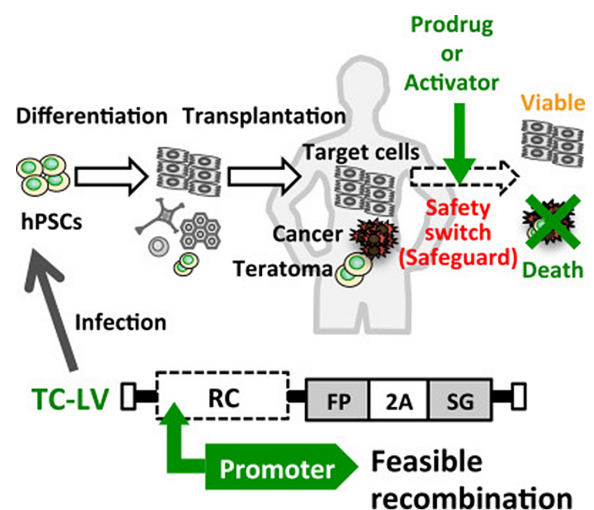 Prodrug
or
Activator
Differentiation
Transplantation
Viable
Target cells
hPSCs
Cancer
Teratoma
Safety
switch
(Safeguard)
Death
Infection
TC-LV
RC
FP
2A
SG
Promoter
Feasible
recombination